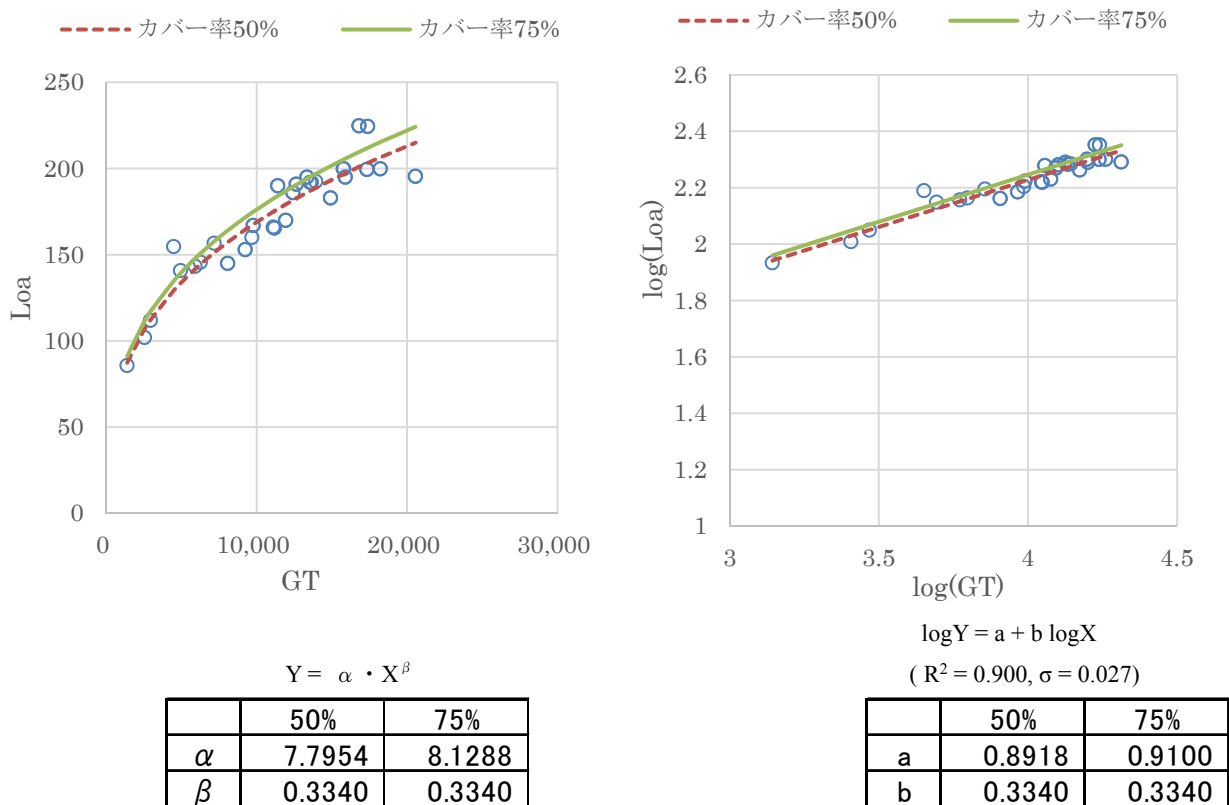 カバー率50% カバー率75%
250
200
150
100
50
0
0 10,000 20,000 30,000
Loa
GT
Y = α・X^β
50% 75%
α 7.7954 8.1288
β 0.3340 0.3340
カバー率50% カバー率75%
2.6
2.4
2.2
2
1.8
1.6
1.4
1.2
1
3 3.5 4 4.5
log(Loa)
log(GT)
logY = a + b logX
( R² = 0.900, σ = 0.027)
50% 75%
a 0.8918 0.9100
b 0.3340 0.3340